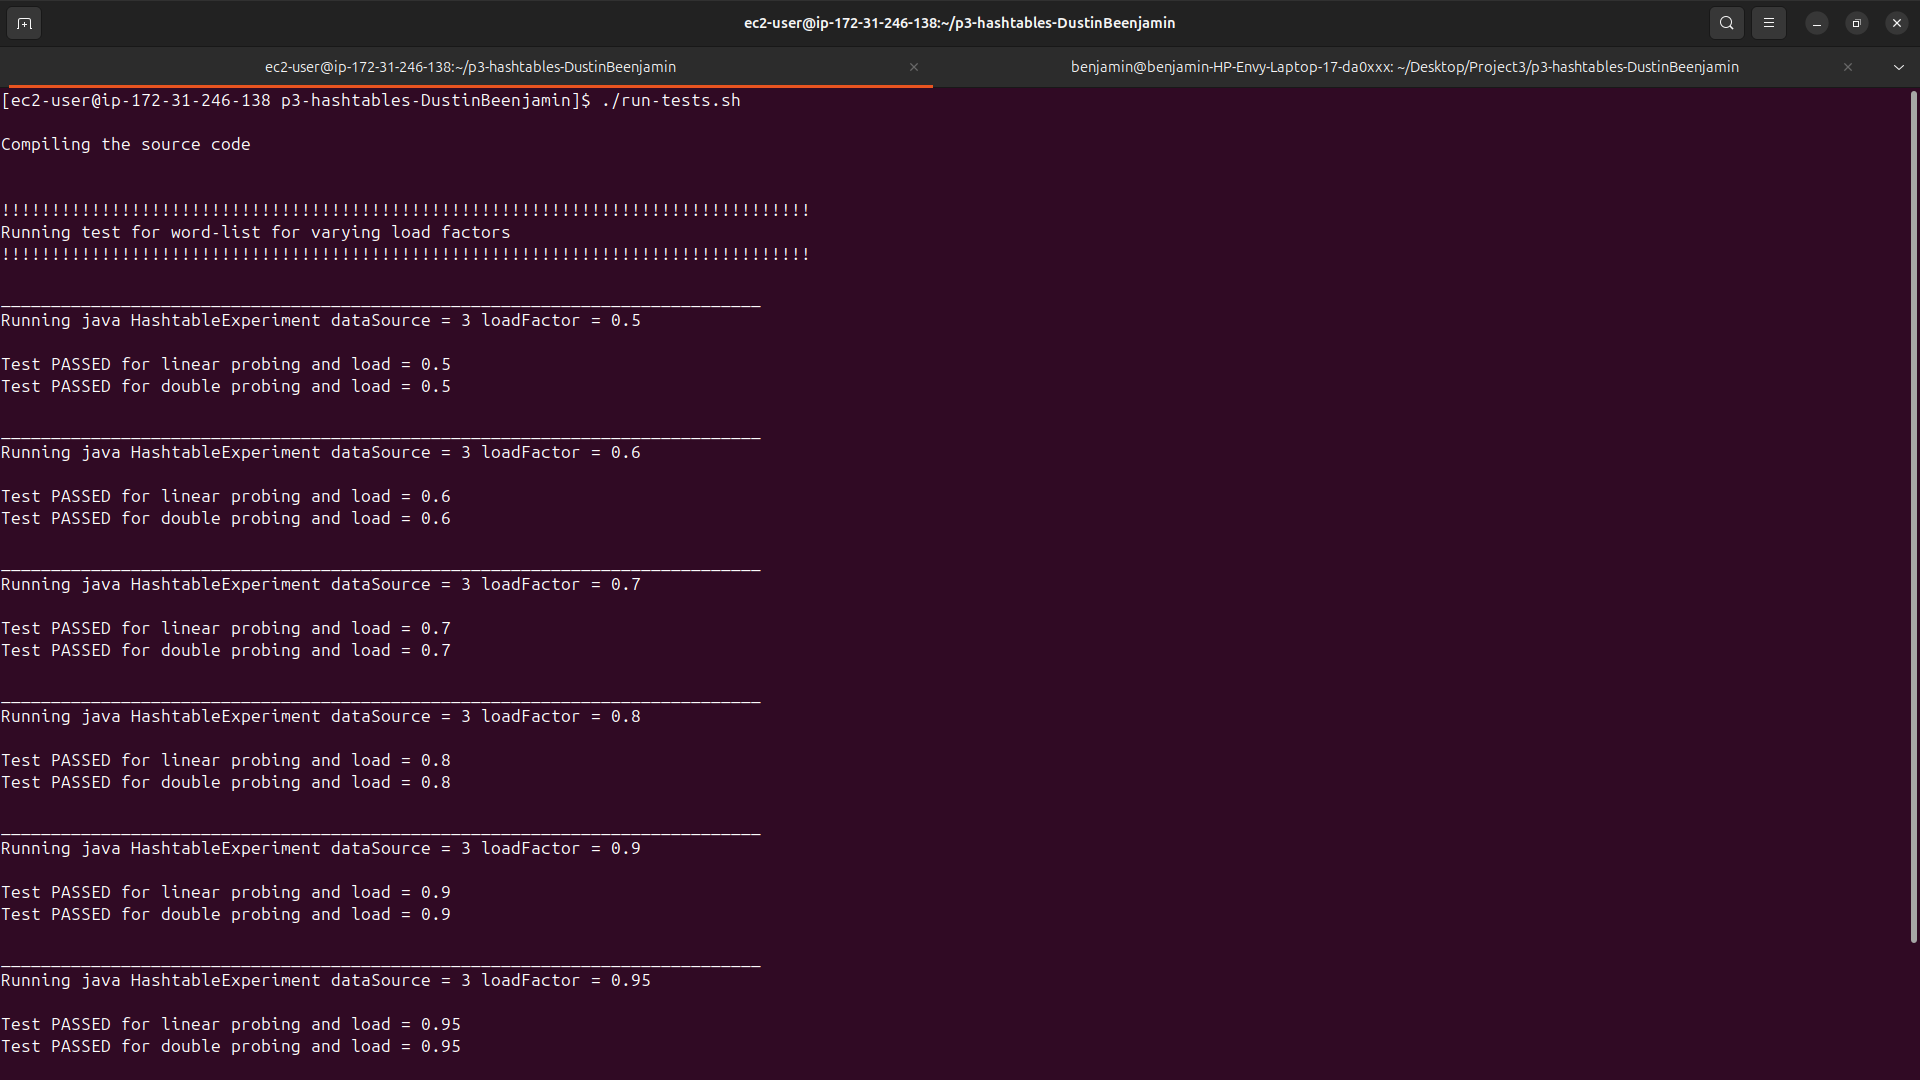 ec2-user@ip-172-31-246-138:~/p3-hashtables-DustinBeenjamin
ec2-user@ip-172-31-246-138:~/p3-hashtables-DustinBeenjamin
benjamin@benjamin-HP-Envy-Laptop-17-da0xxx: ~/Desktop/Project3/p3-hashtables-DustinBeenjamin
[ec2-user@ip-172-31-246-138 p3-hashtables-DustinBeenjamin]$ ./run-tests.sh
Compiling the source code
!!!!!!!!!!!!!!!!!!!!!!!!!!!!!!!!!!!!!!!!!!!!!!!!!!!!!!!!!!!!!!!!!!!!!!!!!!!!!!!!!
Running test for word-list for varying load factors
!!!!!!!!!!!!!!!!!!!!!!!!!!!!!!!!!!!!!!!!!!!!!!!!!!!!!!!!!!!!!!!!!!!!!!!!!!!!!!!!!
____________________________________________________________________________
Running java HashtableExperiment dataSource = 3 loadFactor = 0.5
Test PASSED for linear probing and load = 0.5
Test PASSED for double probing and load = 0.5
____________________________________________________________________________
Running java HashtableExperiment dataSource = 3 loadFactor = 0.6
Test PASSED for linear probing and load = 0.6
Test PASSED for double probing and load = 0.6
____________________________________________________________________________
Running java HashtableExperiment dataSource = 3 loadFactor = 0.7
Test PASSED for linear probing and load = 0.7
Test PASSED for double probing and load = 0.7
____________________________________________________________________________
Running java HashtableExperiment dataSource = 3 loadFactor = 0.8
Test PASSED for linear probing and load = 0.8
Test PASSED for double probing and load = 0.8
____________________________________________________________________________
Running java HashtableExperiment dataSource = 3 loadFactor = 0.9
Test PASSED for linear probing and load = 0.9
Test PASSED for double probing and load = 0.9
____________________________________________________________________________
Running java HashtableExperiment dataSource = 3 loadFactor = 0.95
Test PASSED for linear probing and load = 0.95
Test PASSED for double probing and load = 0.95